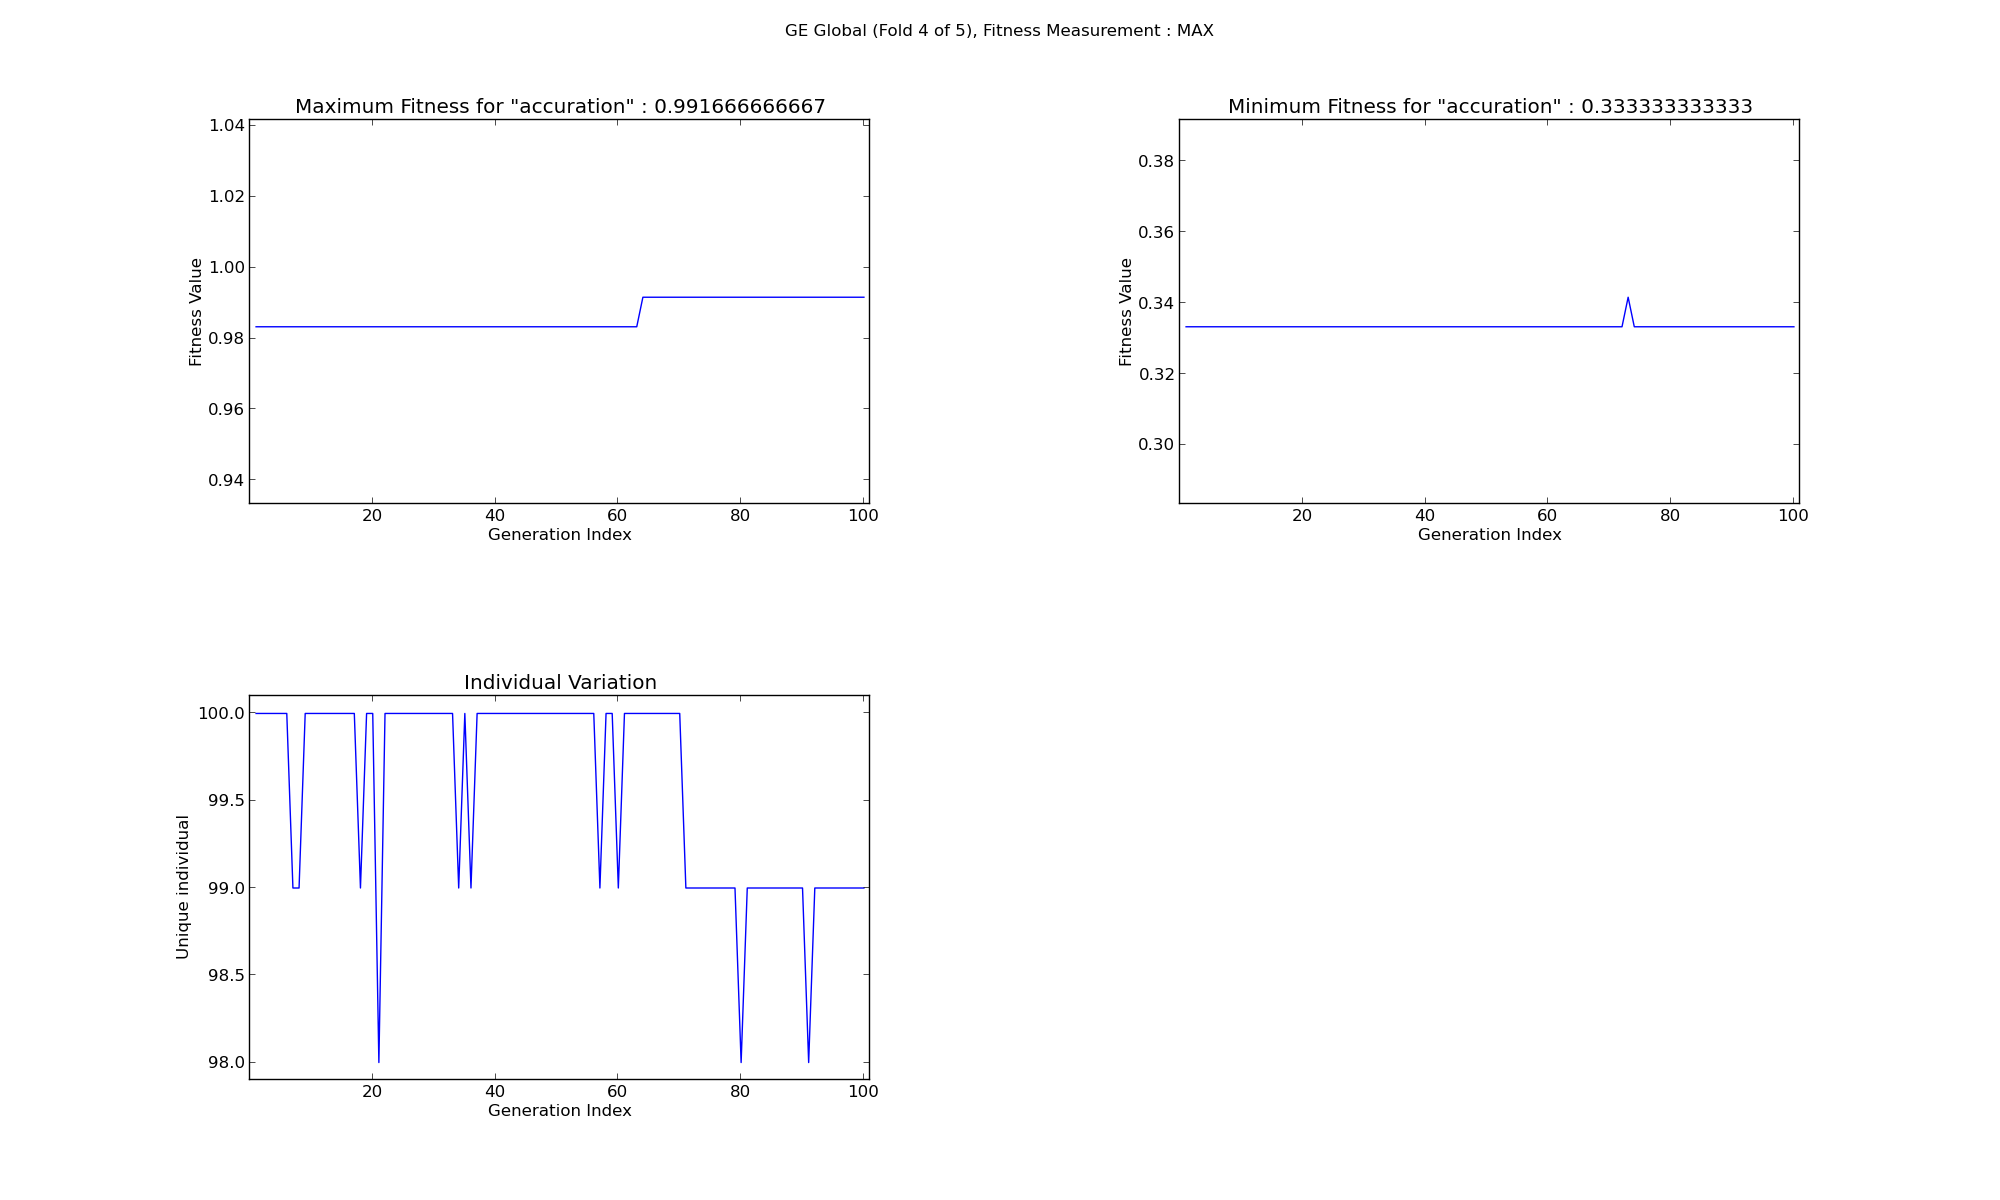 GE Global (Fold 4 of 5), Fitness Measurement : MAX
Maximum Fitness for "accuration" : 0.991666666667
1.04
1.02
1.00
0.98
0.96
0.94
Fitness Value
20 40 60 80 100
Generation Index
Minimum Fitness for "accuration" : 0.333333333333
0.38
0.36
0.34
0.32
0.30
Fitness Value
20 40 60 80 100
Generation Index
Individual Variation
100.0
99.5
99.0
98.5
98.0
Unique individual
20 40 60 80 100
Generation Index